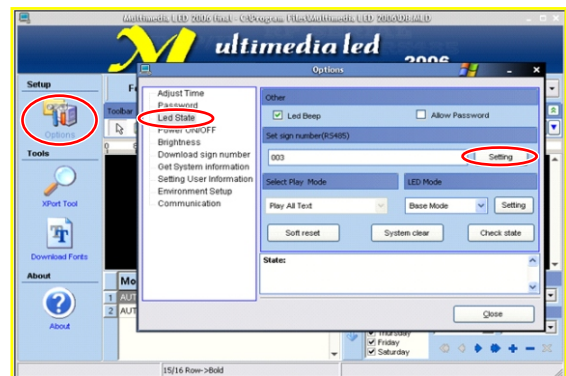 Multimedia LED 2006 Final - C:\Program Files\Multimedia LED 2006\DB.MLD
ultimedia led
2006
Options
Setup
Options
Tools
XPort Tool
Download Fonts
About
About
Toolbar
Adjust Time
Password
Led State
Power ON/OFF
Brightness
Download sign number
Get System information
Setting User Information
Environment Setup
Communication
Other
Led Beep
Allow Password
Set sign number(RS485)
003
Setting
Select Play Mode
LED Mode
Play All Text
Base Mode
Setting
Soft reset
System clear
Check state
State:
Close
Mo
1 AUT
2 AUT
Thursday
Friday
Saturday
15/16 Row->Bold